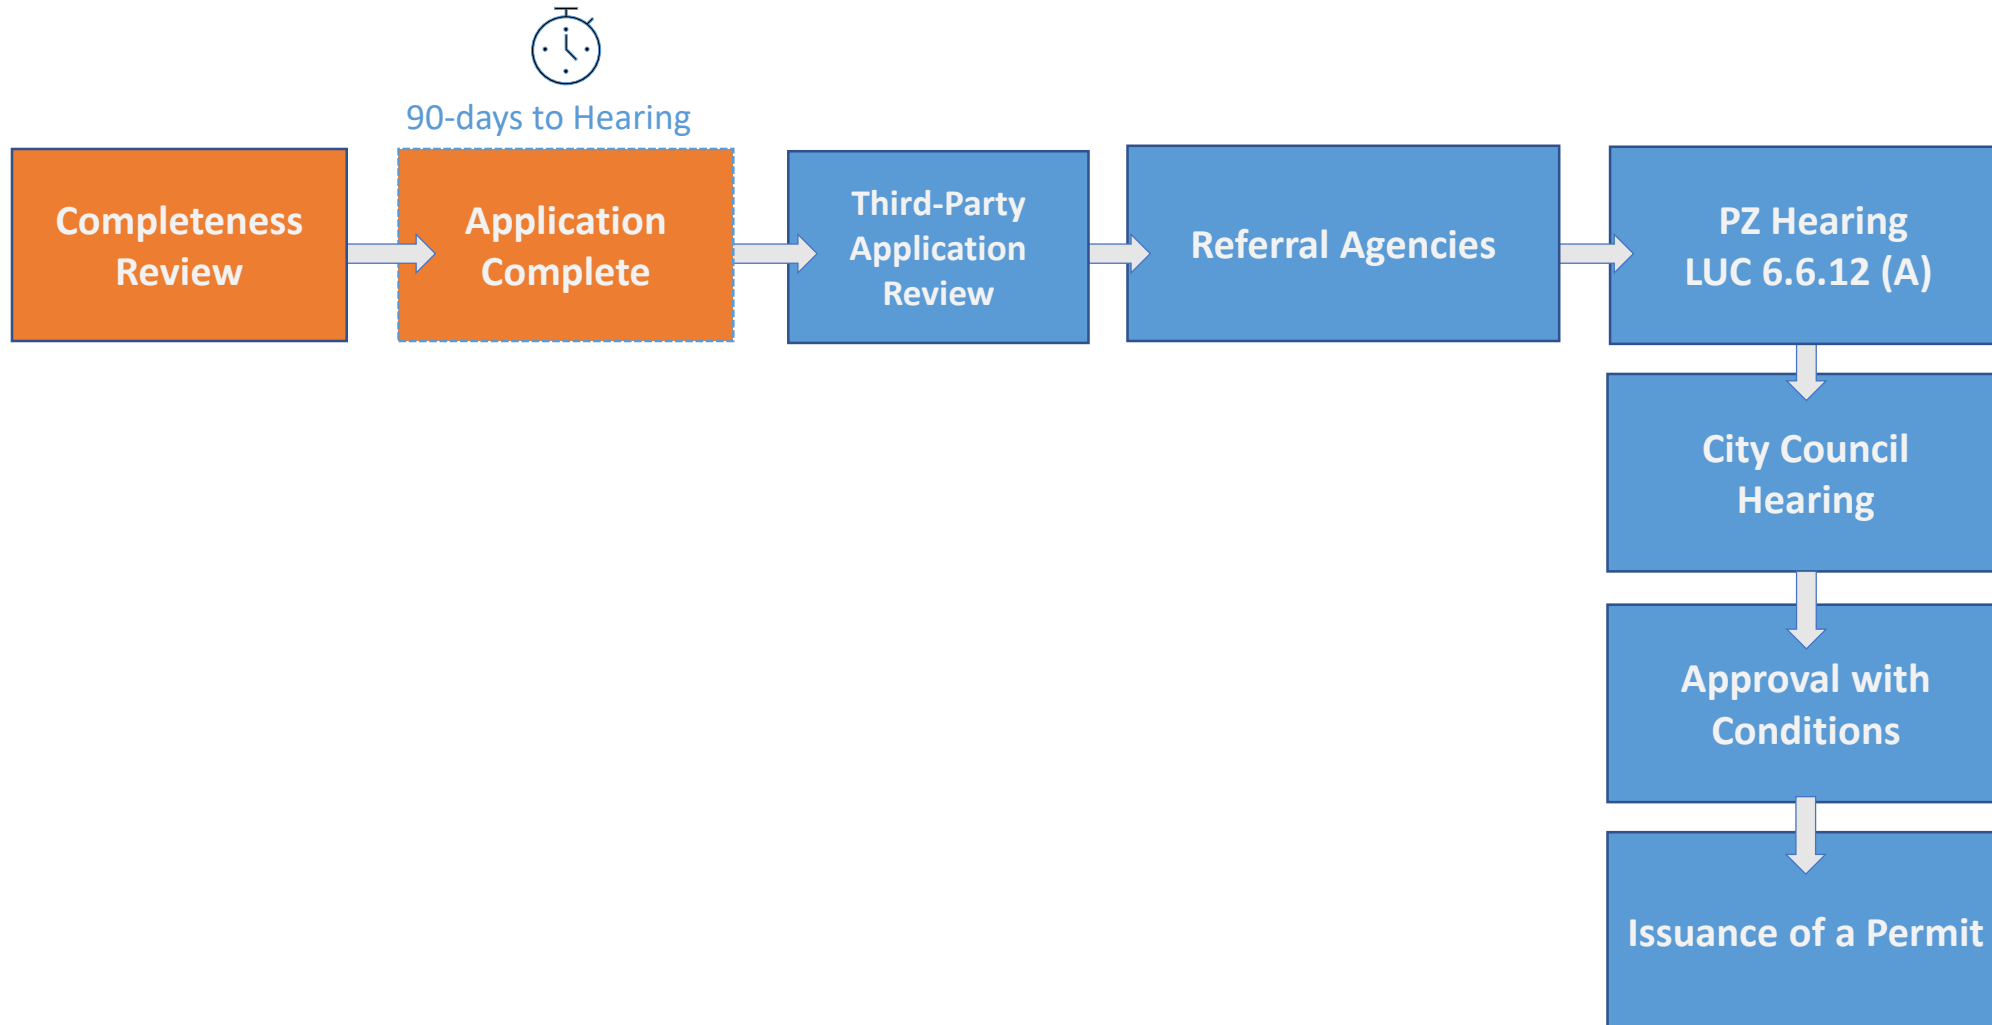 90-days to Hearing
Completeness
Review
Application
Complete
Third-Party
Application
Review
Referral Agencies
PZ Hearing
LUC 6.6.12 (A)
City Council
Hearing
Approval with
Conditions
Issuance of a Permit